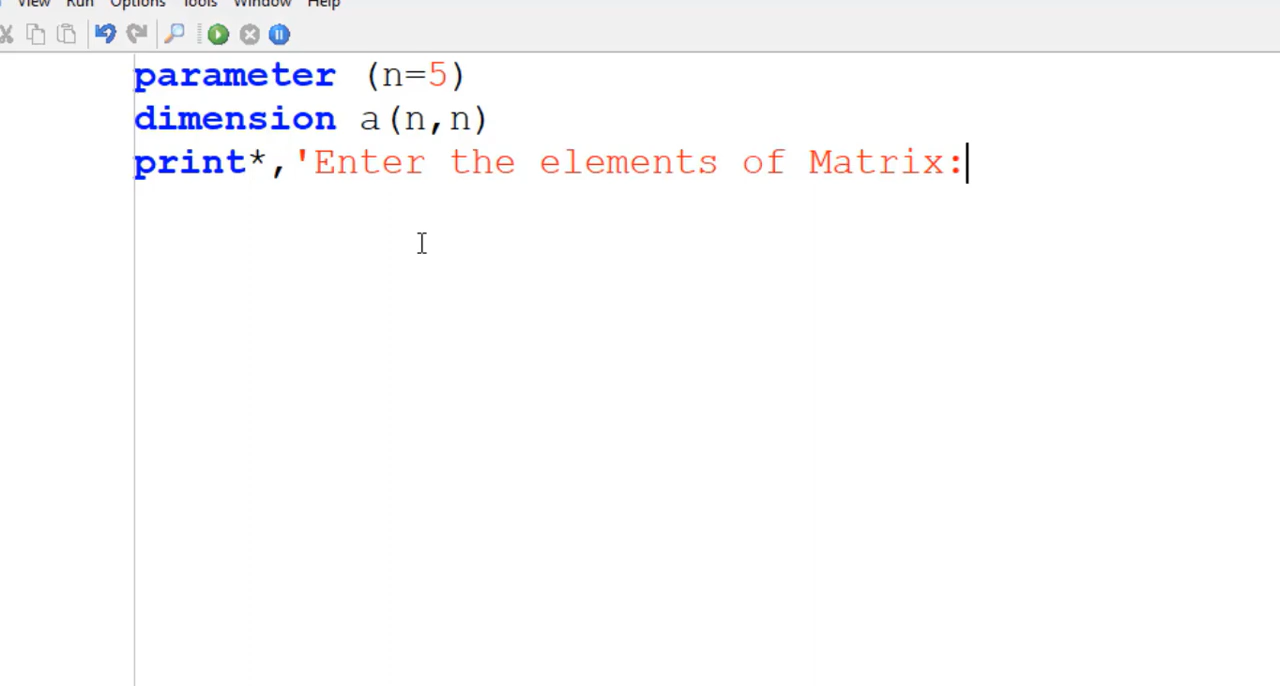 View Run Options Tools Window Help
parameter (n=5)
dimension a(n,n)
print*,'Enter the elements of Matrix: